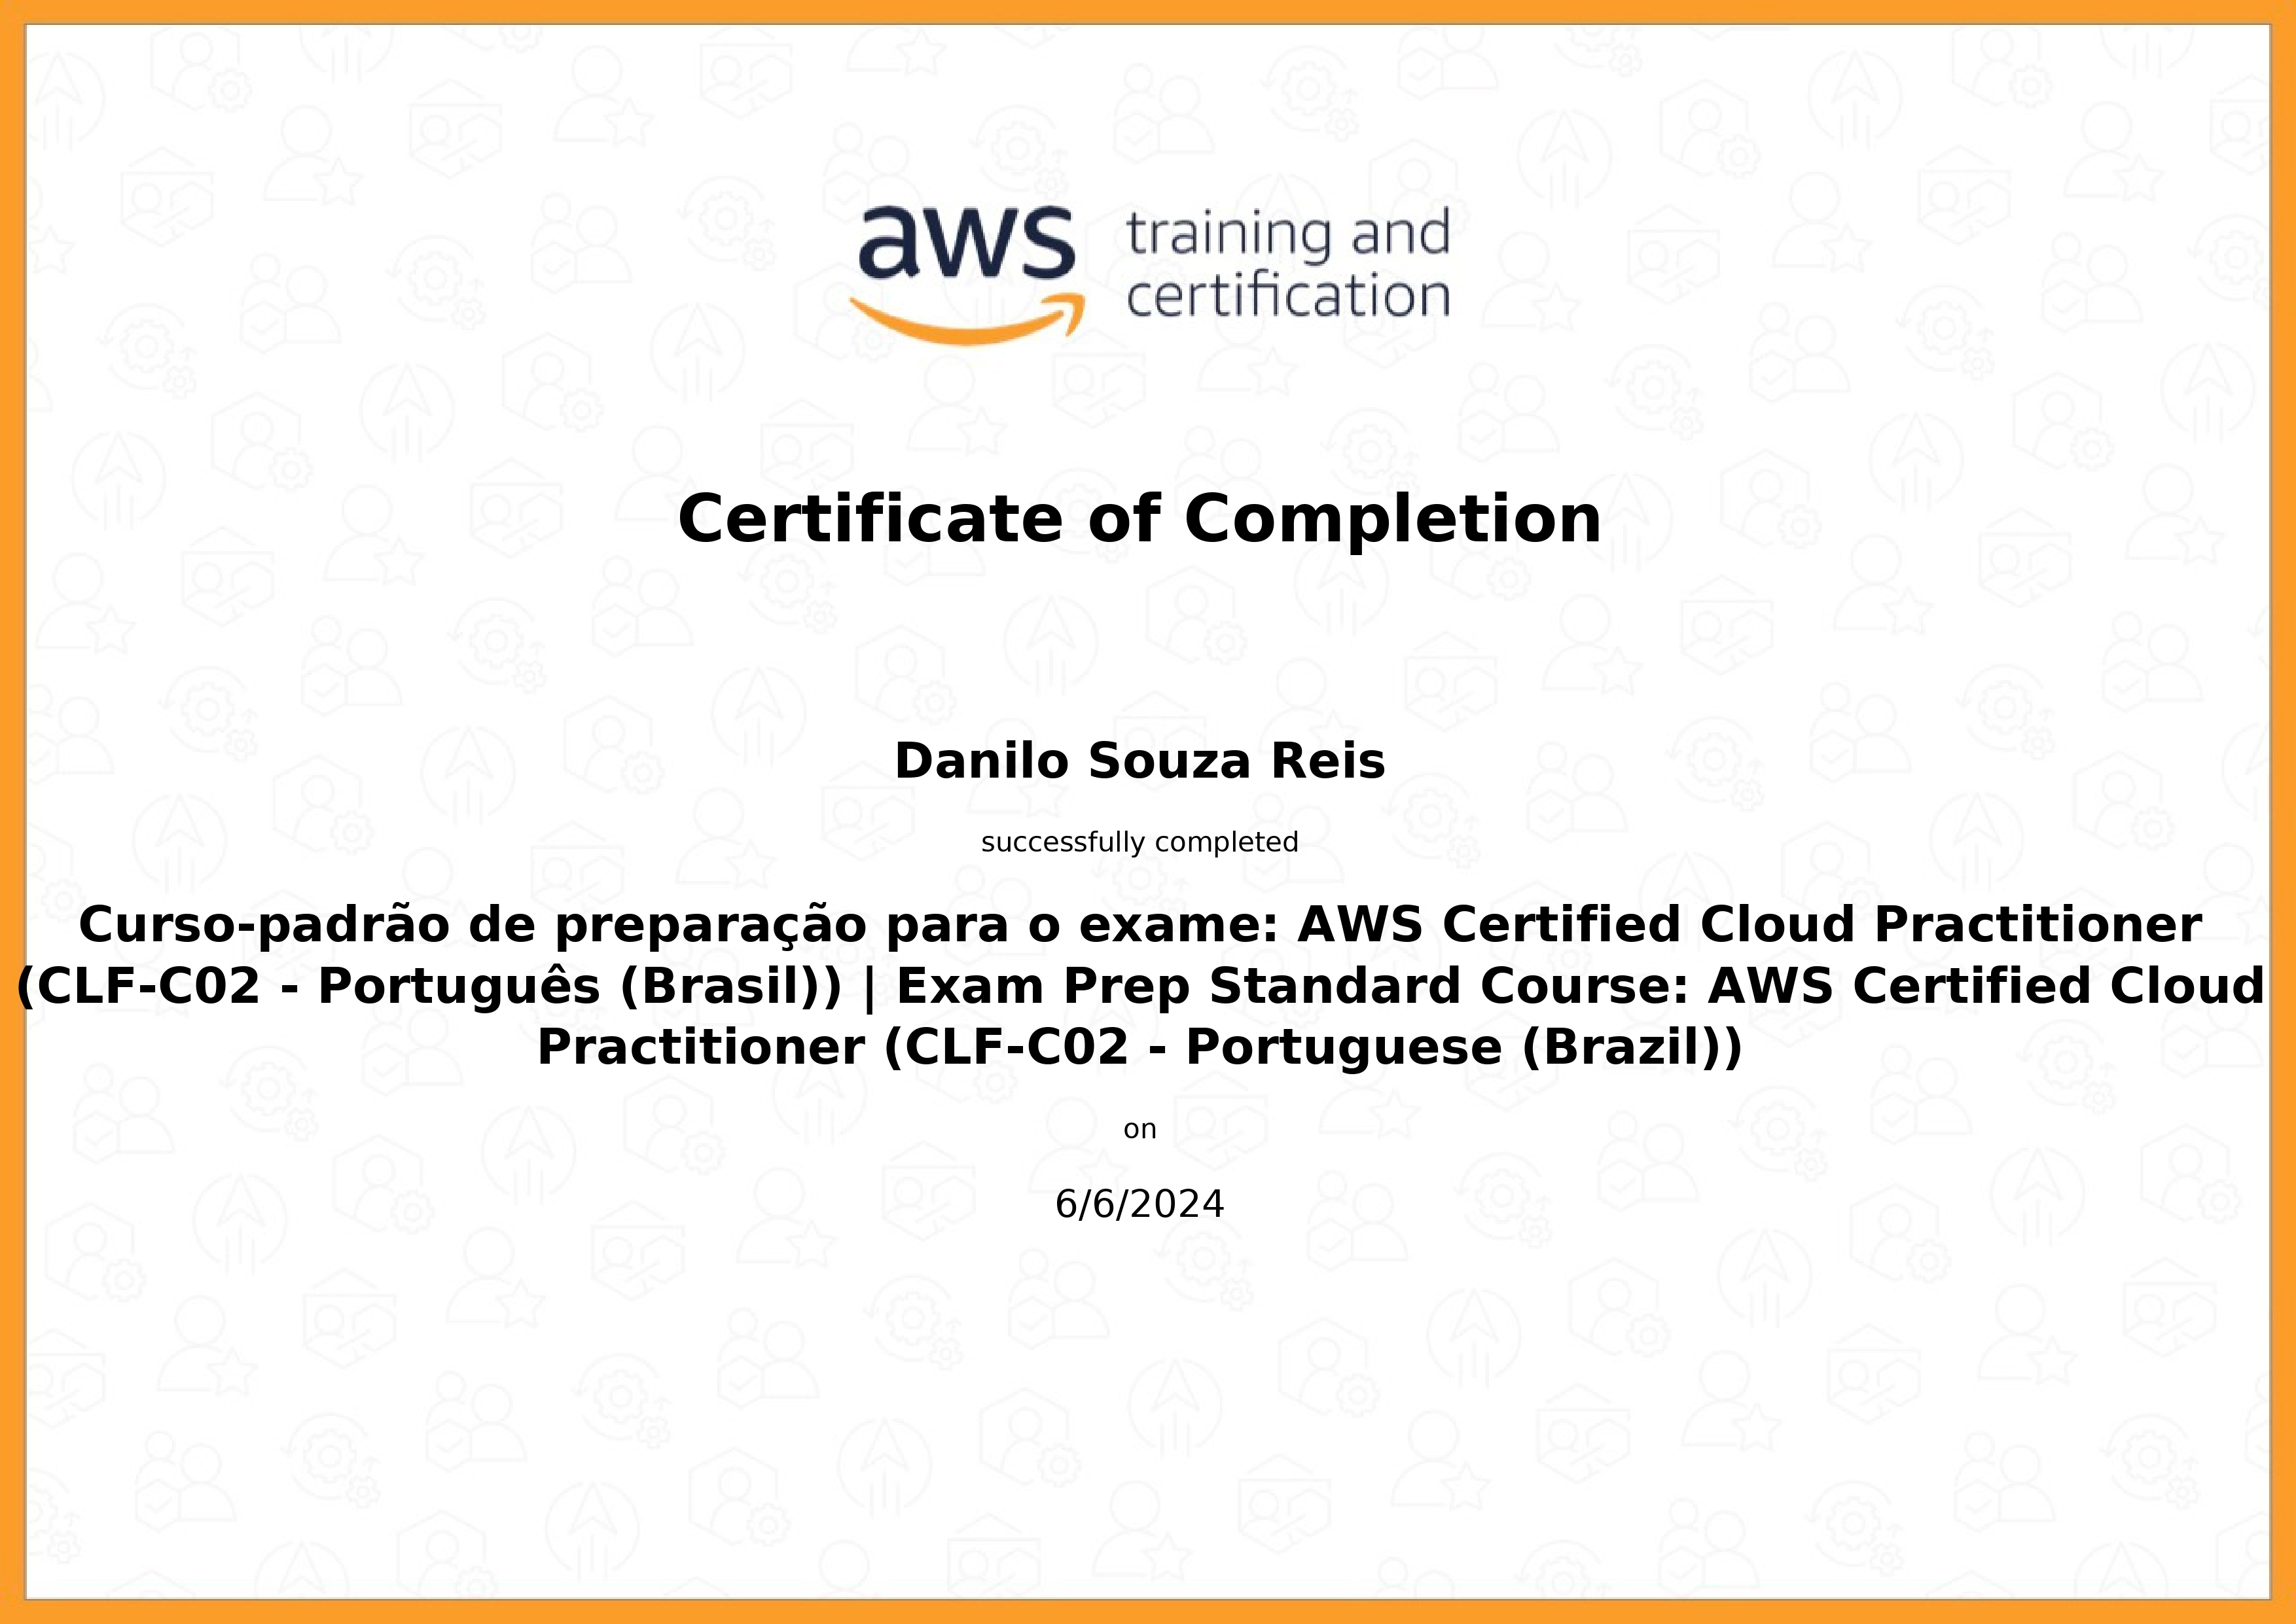 aws training and
certification
Certificate of Completion
Danilo Souza Reis
successfully completed
Curso-padrão de preparação para o exame: AWS Certified Cloud Practitioner
(CLF-C02 - Português (Brasil)) | Exam Prep Standard Course: AWS Certified Cloud
Practitioner (CLF-C02 - Portuguese (Brazil))
on
6/6/2024